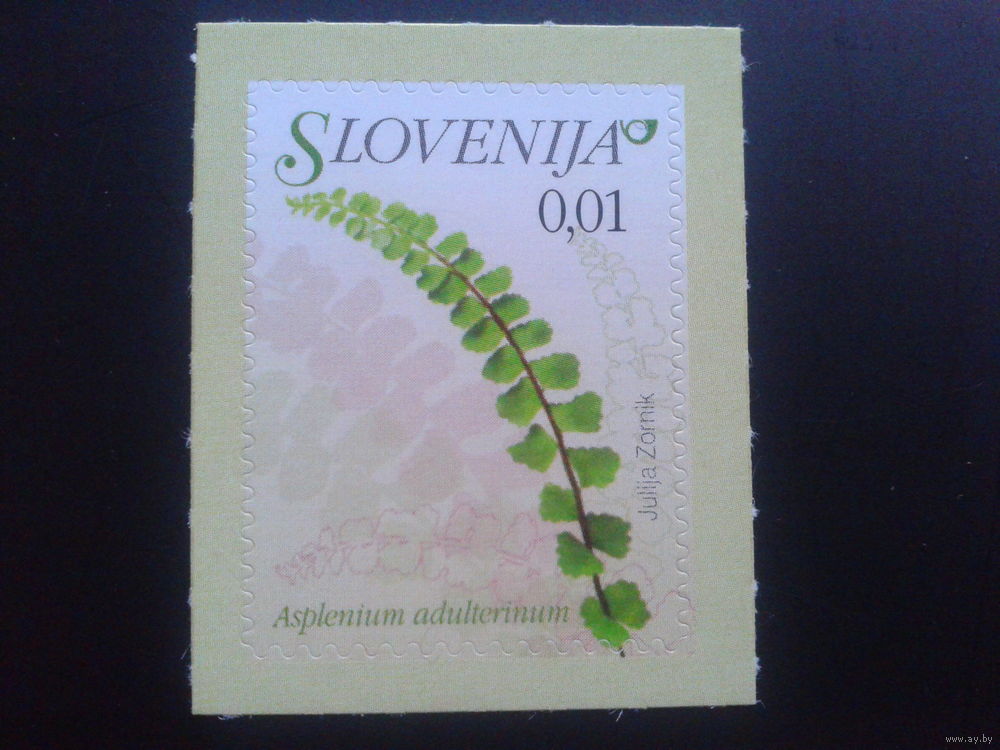 SLOVENIJA
0,01
Julija Zornik
Asplenium adulterinum
www.ay.by